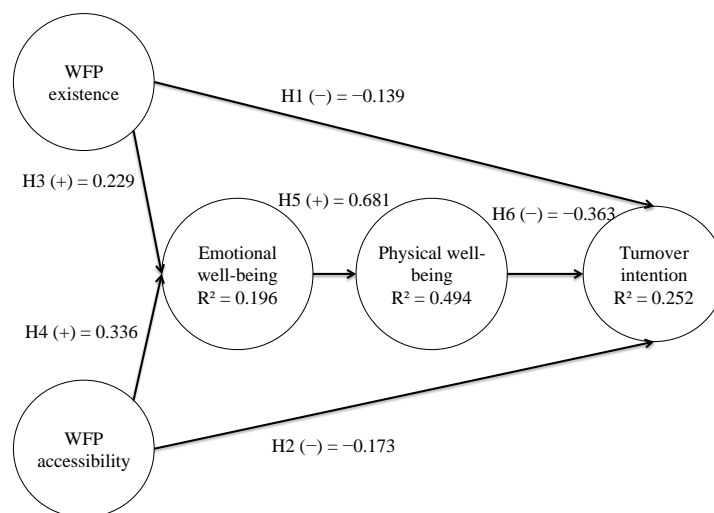 WFP
existence
H1 (−) = −0.139
H3 (+) = 0.229
H5 (+) = 0.681
H6 (−) = −0.363
Emotional
well-being
R² = 0.196
Physical well-
being
R² = 0.494
Turnover
intention
R² = 0.252
H4 (+) = 0.336
WFP
accessibility
H2 (−) = −0.173